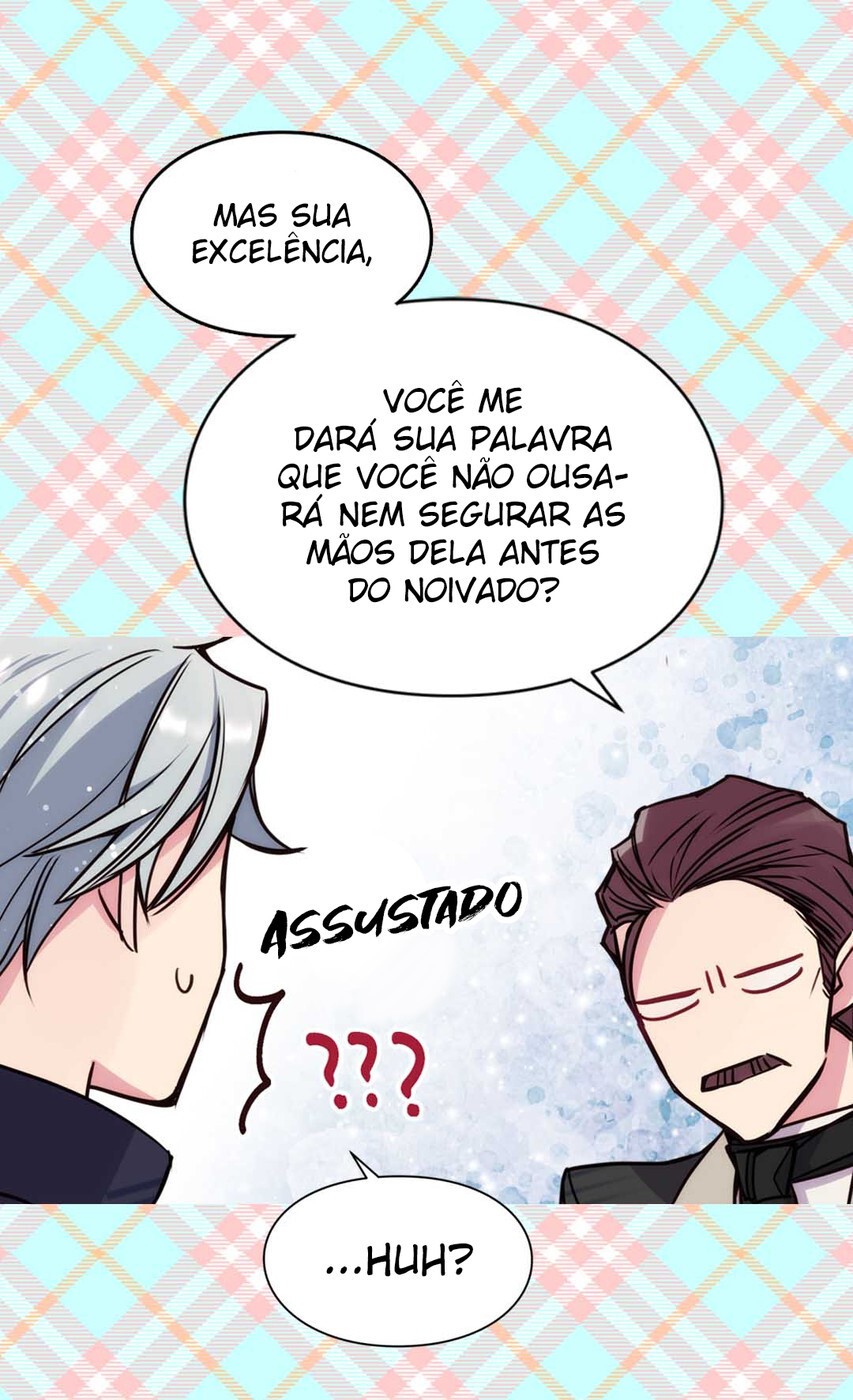 MAS SUA
EXCELÊNCIA,
VOCÊ ME
DARÁ SUA PALAVRA
QUE VOCÊ NÃO OUSA-
RÁ NEM SEGURAR AS
MÃOS DELA ANTES
DO NOIVADO?
ASSUSTADO
???
...HUH?